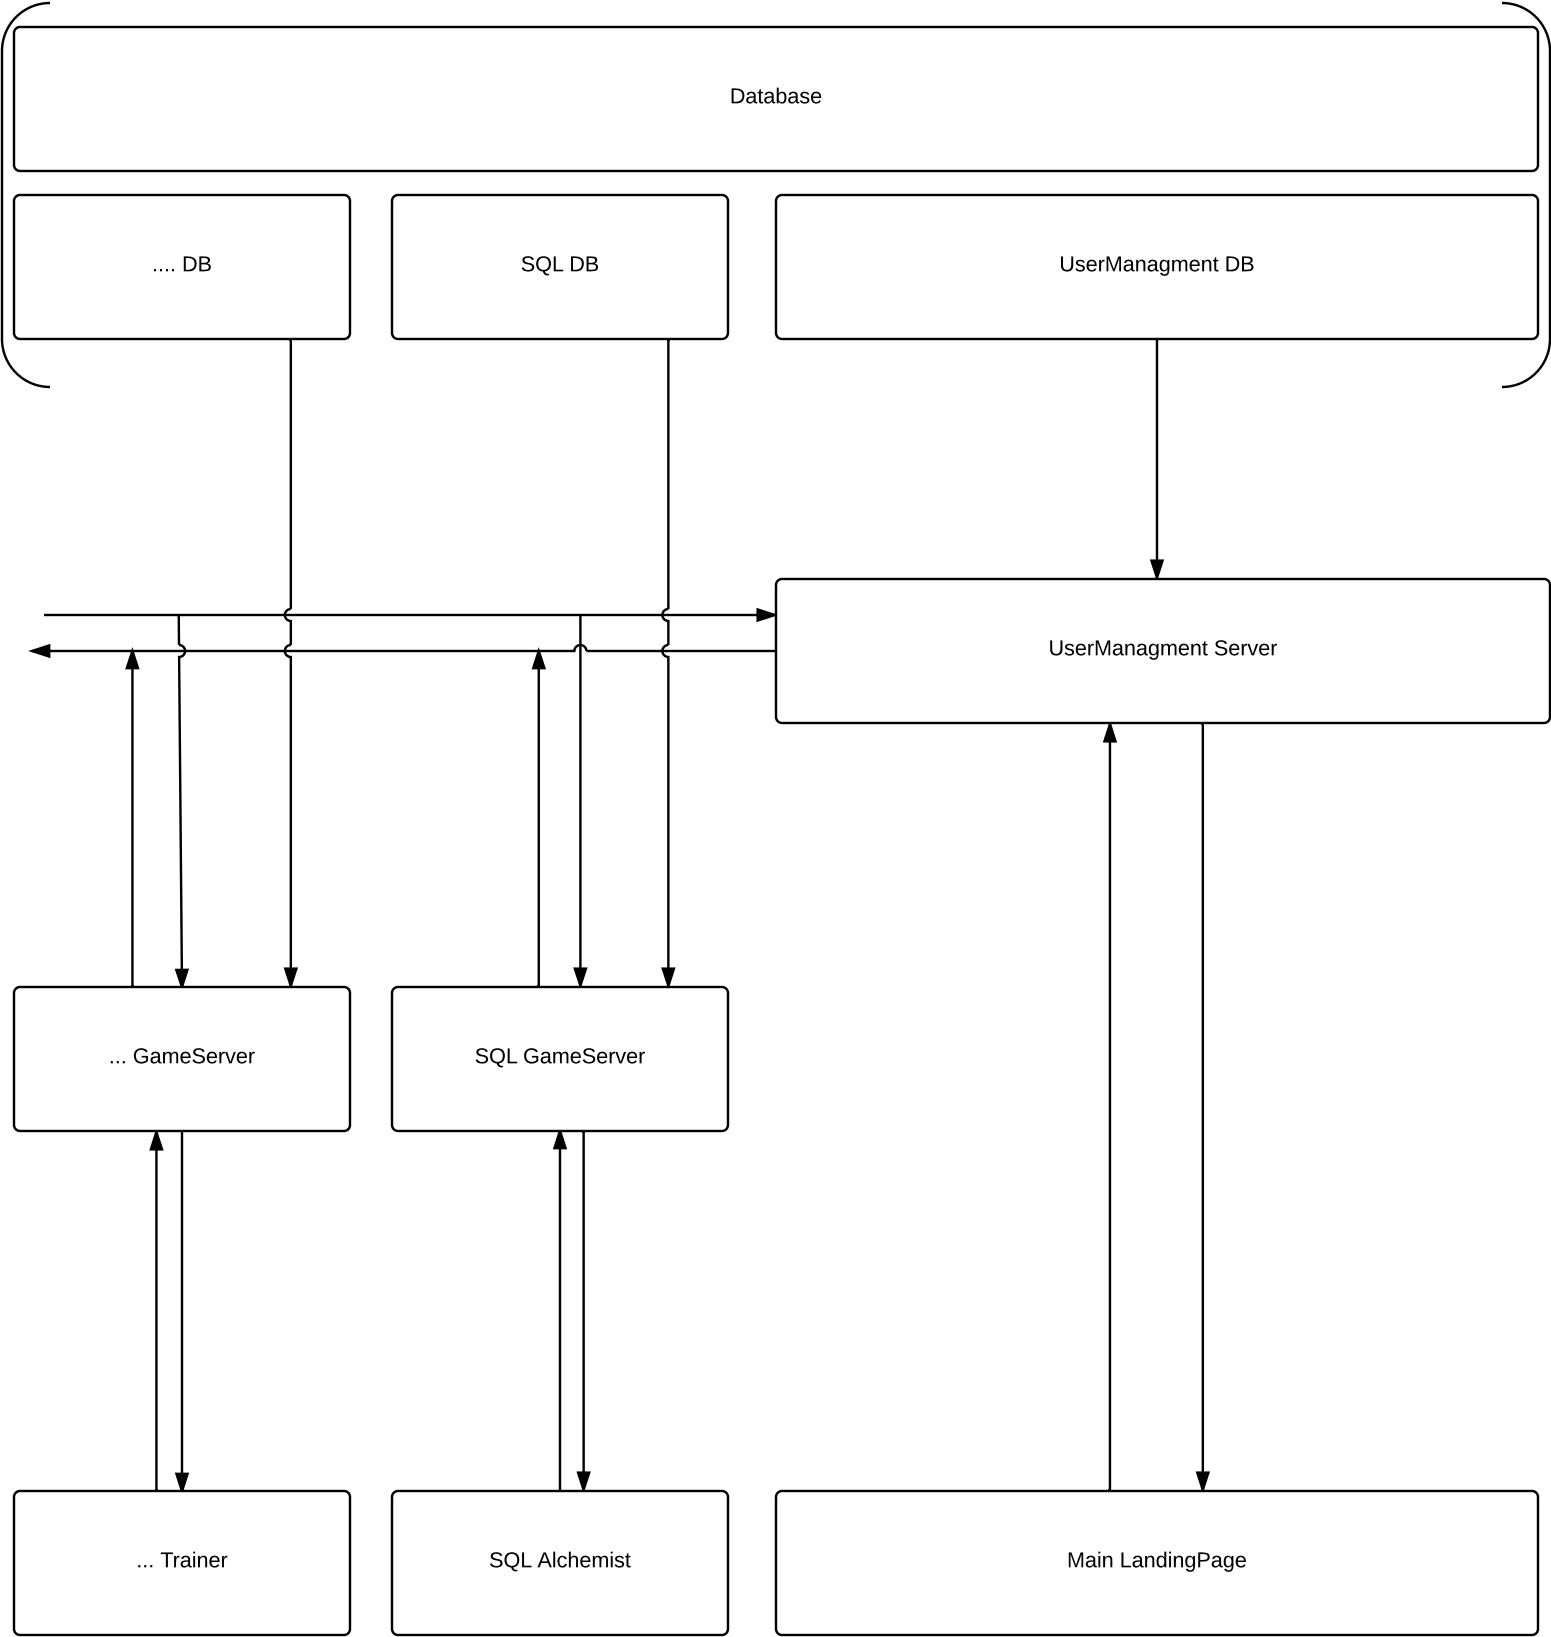 Database
.... DB
SQL DB
UserManagment DB
UserManagment Server
... GameServer
SQL GameServer
... Trainer
SQL Alchemist
Main LandingPage